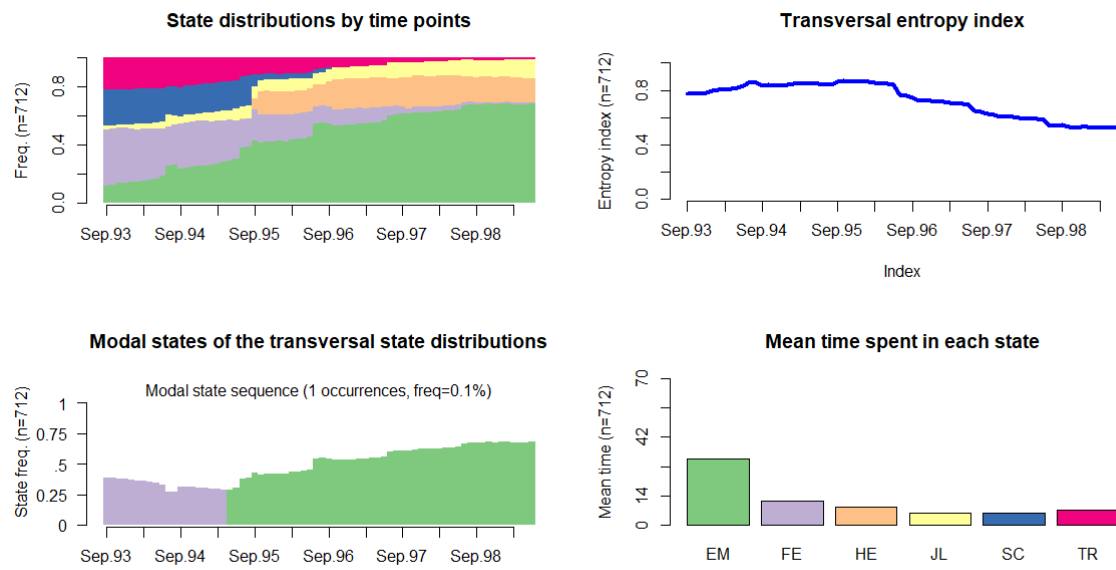 State distributions by time points
Freq. (n=712)
0.0 0.4 0.8
Sep.93 Sep.94 Sep.95 Sep.96 Sep.97 Sep.98
Transversal entropy index
Entropy index (n=712)
0.0 0.4 0.8
Sep.93 Sep.94 Sep.95 Sep.96 Sep.97 Sep.98
Index
Modal states of the transversal state distributions
Modal state sequence (1 occurrences, freq=0.1%)
State freq. (n=712)
1
0.75
.5
0.25
0
Sep.93 Sep.94 Sep.95 Sep.96 Sep.97 Sep.98
Mean time spent in each state
Mean time (n=712)
0 14 42 70
EM FE HE JL SC TR